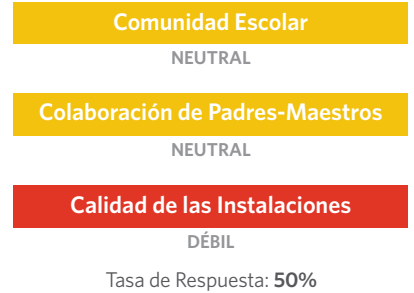 Comunidad Escolar
NEUTRAL
Colaboración de Padres-Maestros
NEUTRAL
Calidad de las Instalaciones
DÉBIL
Tasa de Respuesta: 50%